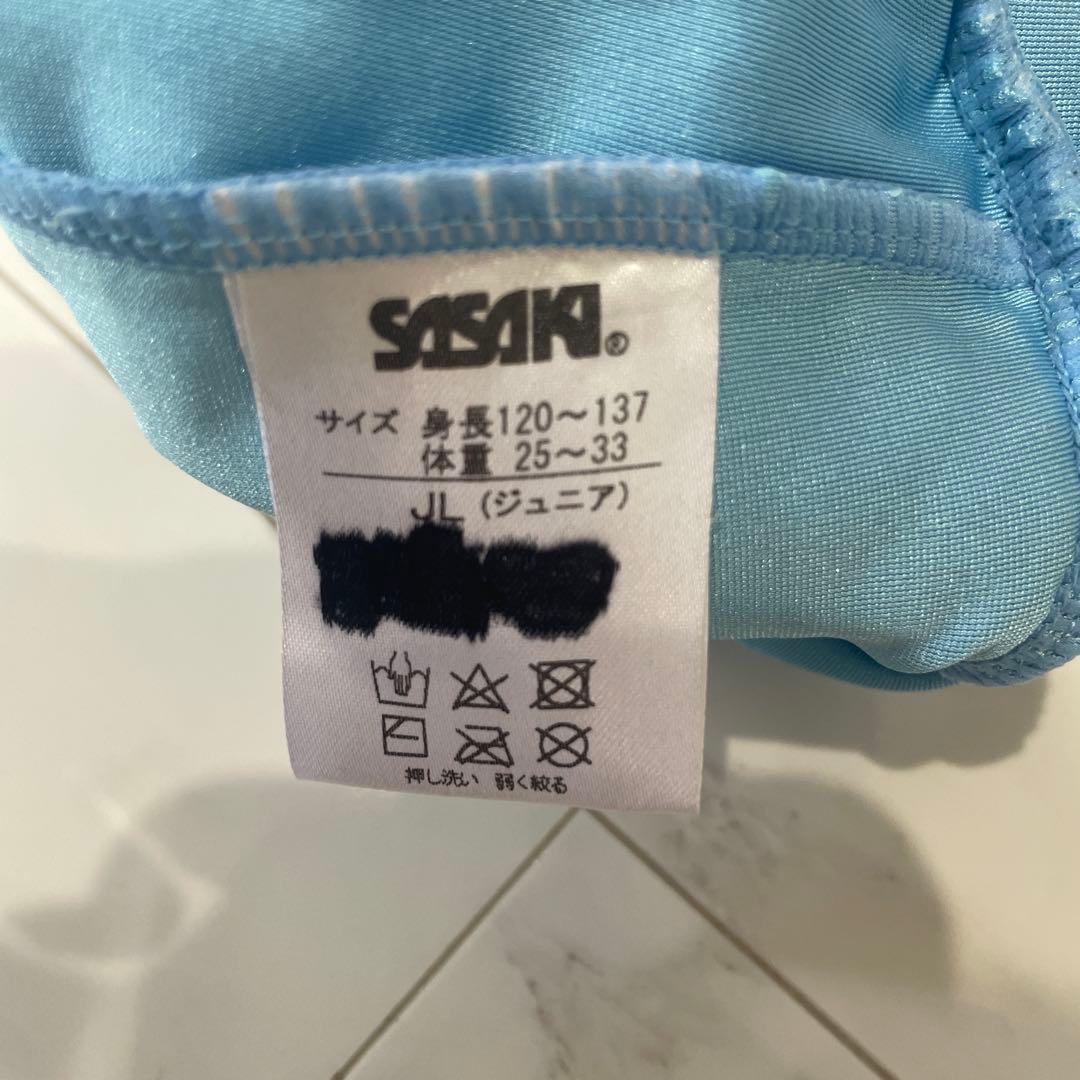 SASAKI®
サイズ 身長120～137
体重 25～33
JL (ジュニア)
押し洗い 弱く絞る